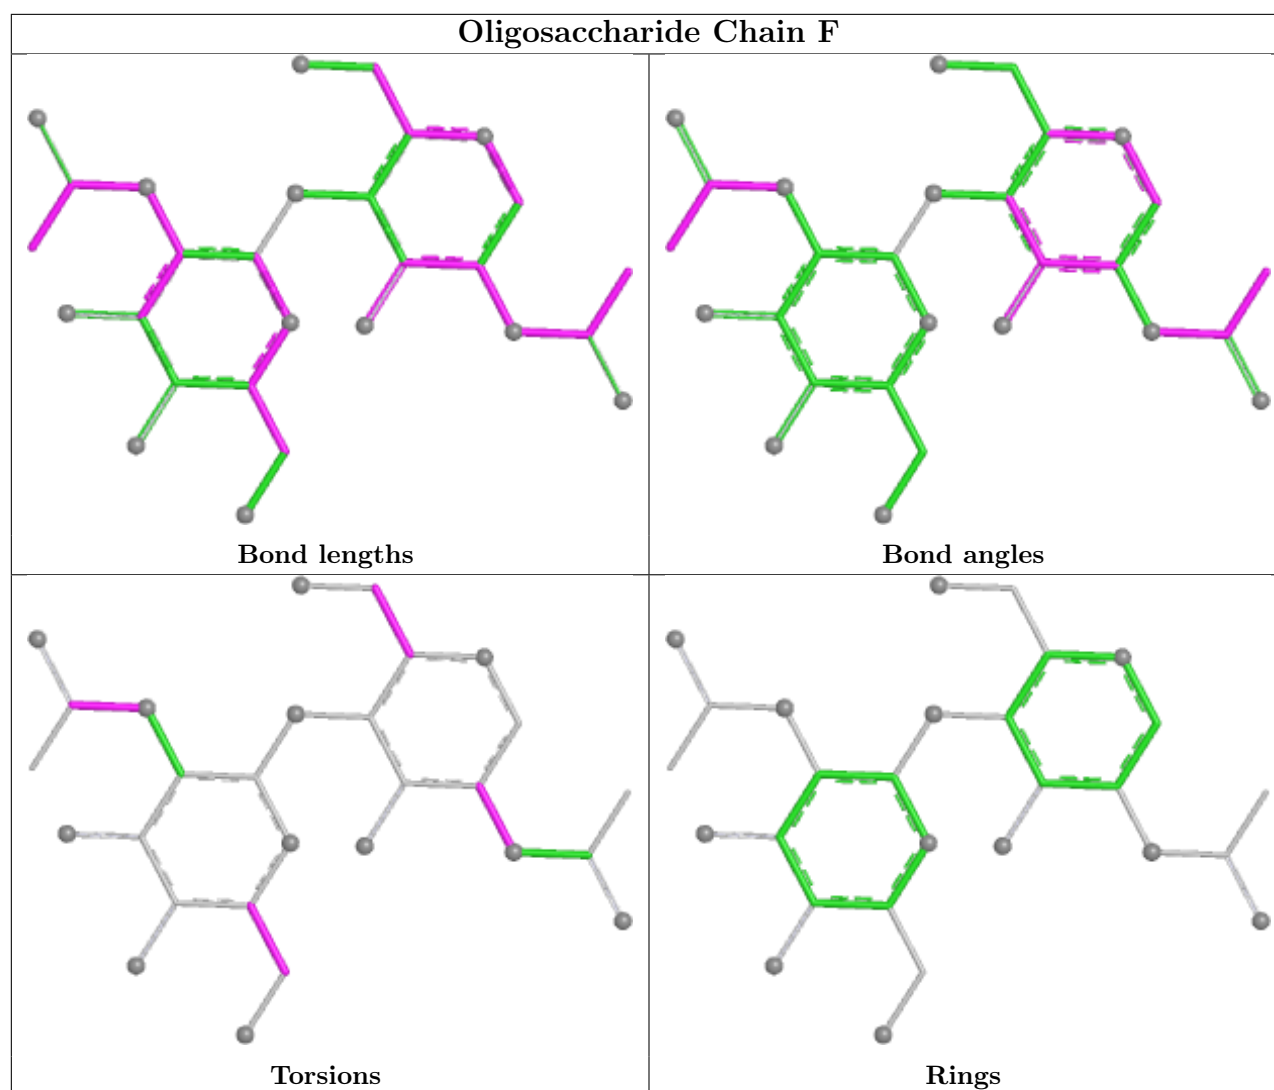 Oligosaccharide Chain F
Bond lengths
Bond angles
Torsions
Rings